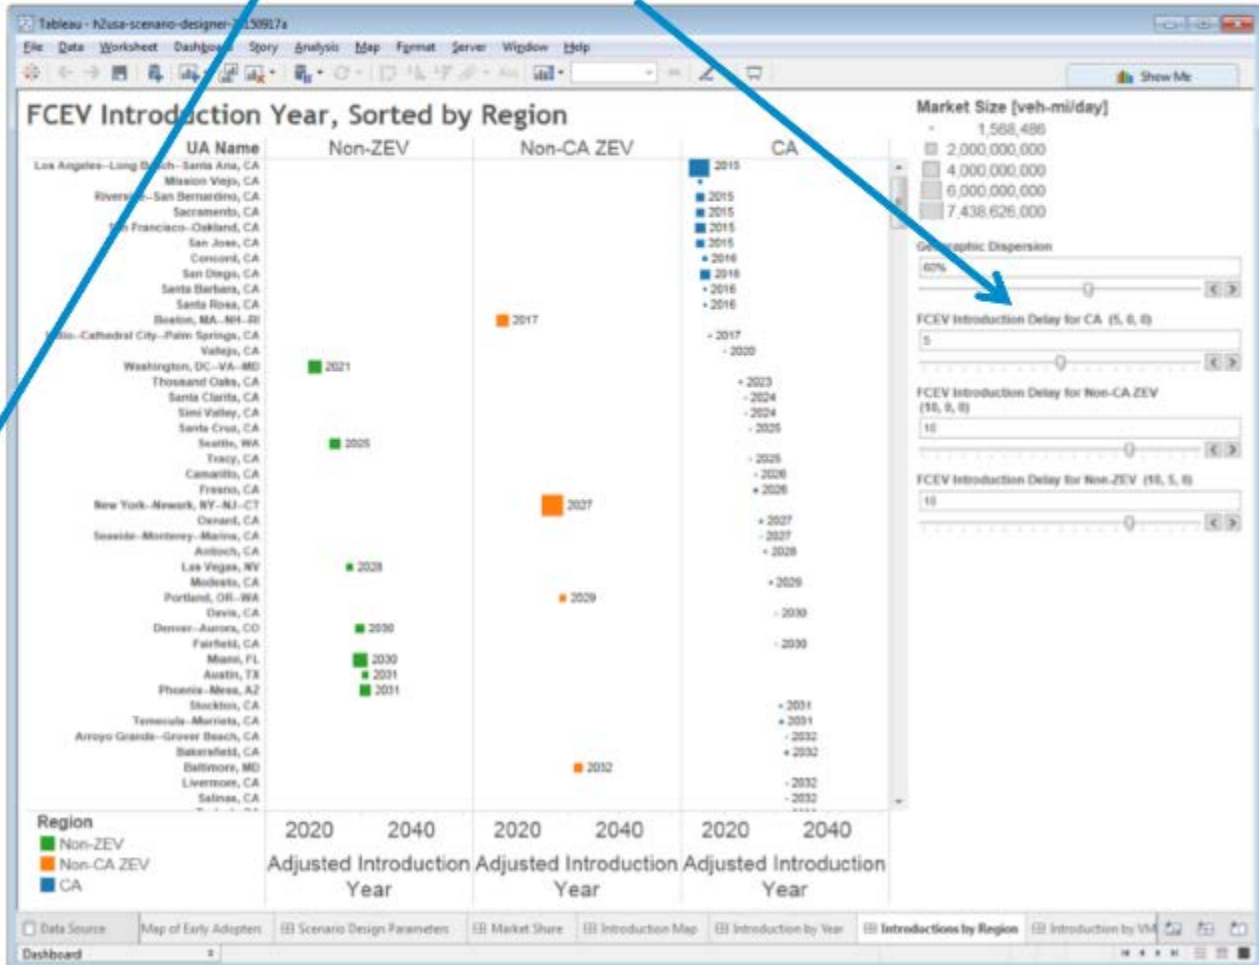 Tableau - h2usa-scenario-designer-20150917a
File Data Worksheet Dashboard Story Analysis Map Format Server Window Help
Show Me
FCEV Introduction Year, Sorted by Region
UA Name Non-ZEV Non-CA ZEV CA
Los Angeles--Long Beach--Santa Ana, CA 2015
Mission Viejo, CA
Riverside--San Bernardino, CA 2015
Sacramento, CA 2015
San Francisco--Oakland, CA 2015
San Jose, CA 2015
Concord, CA 2016
San Diego, CA 2016
Santa Barbara, CA 2016
Santa Rosa, CA 2016
Boston, MA--NH--RI 2017
Indio--Cathedral City--Palm Springs, CA 2017
Vallejo, CA 2020
Washington, DC--VA--MD 2021
Thousand Oaks, CA 2023
Santa Clarita, CA 2024
Simi Valley, CA 2024
Santa Cruz, CA 2025
Seattle, WA 2025
Tracy, CA 2025
Camarillo, CA 2026
Fresno, CA 2026
New York--Newark, NY--NJ--CT 2027
Oxnard, CA 2027
Seaside--Monterey--Marina, CA 2027
Antioch, CA 2028
Las Vegas, NV 2028
Modesto, CA 2029
Portland, OR--WA 2029
Davis, CA 2030
Denver--Aurora, CO 2030
Fairfield, CA 2030
Miami, FL 2030
Austin, TX 2031
Phoenix--Mesa, AZ 2031
Stockton, CA 2031
Temecula--Murrieta, CA 2031
Arroyo Grande--Grover Beach, CA 2032
Bakersfield, CA 2032
Baltimore, MD 2032
Livermore, CA 2032
Salinas, CA 2032
2020 2040 2020 2040 2020 2040
Adjusted Introduction Year Adjusted Introduction Year Adjusted Introduction Year
Region
Non-ZEV
Non-CA ZEV
CA
Market Size [veh-mi/day]
1,568,486
2,000,000,000
4,000,000,000
6,000,000,000
7,438,626,000
Geographic Dispersion
60%
FCEV Introduction Delay for CA (5, 0, 0)
5
FCEV Introduction Delay for Non-CA ZEV
(10, 0, 0)
10
FCEV Introduction Delay for Non-ZEV (10, 5, 0)
10
Data Source Map of Early Adopters Scenario Design Parameters Market Share Introduction Map Introduction by Year Introductions by Region Introduction by VM
Dashboard